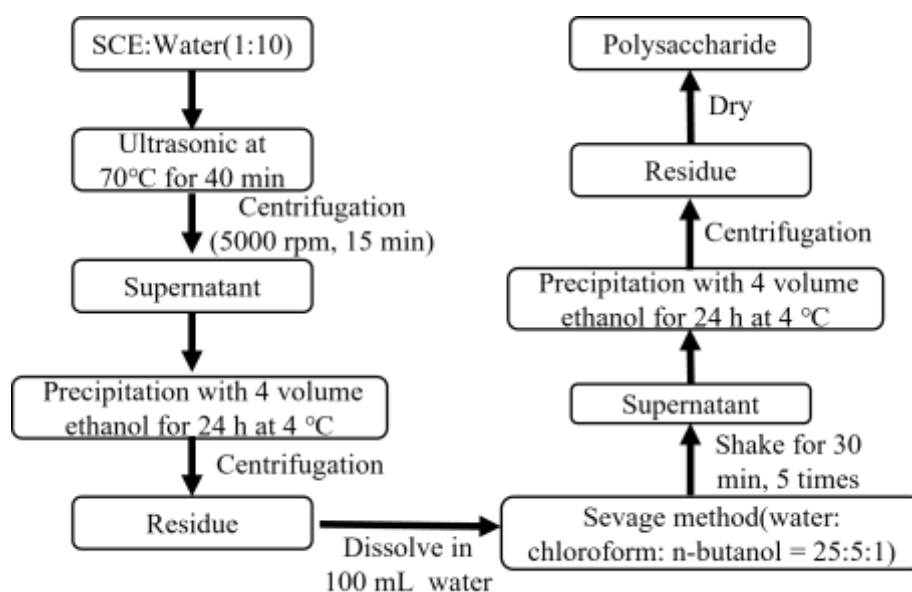 SCE:Water(1:10)
Ultrasonic at
70°C for 40 min
Centrifugation
(5000 rpm, 15 min)
Supernatant
Precipitation with 4 volume
ethanol for 24 h at 4 °C
Centrifugation
Residue
Dissolve in
100 mL water
Sevage method(water:
chloroform: n-butanol = 25:5:1)
Shake for 30
min, 5 times
Supernatant
Precipitation with 4 volume
ethanol for 24 h at 4 °C
Centrifugation
Residue
Dry
Polysaccharide